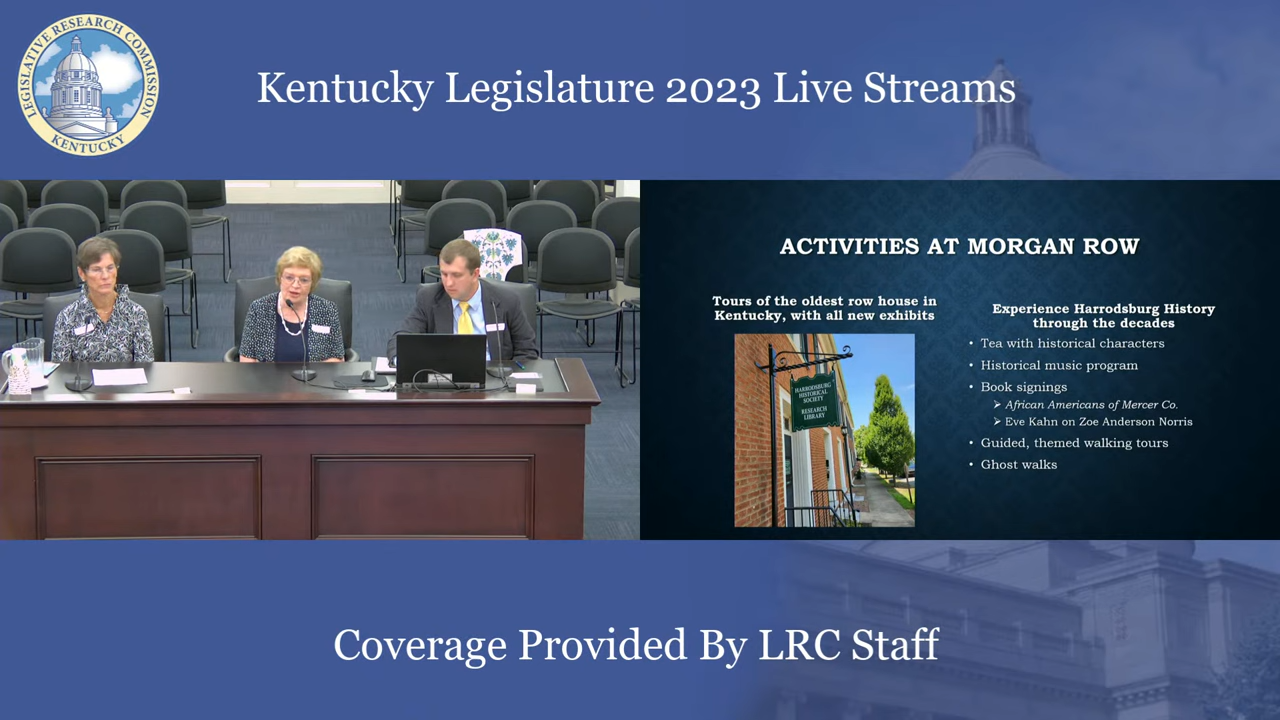 LEGISLATIVE RESEARCH COMMISSION
KENTUCKY
Kentucky Legislature 2023 Live Streams
ACTIVITIES AT MORGAN ROW
Tours of the oldest row house in
Kentucky, with all new exhibits
HARRODSBURG
HISTORICAL
SOCIETY
RESEARCH
LIBRARY
Experience Harrodsburg History
through the decades
• Tea with historical characters
• Historical music program
• Book signings
➢ African Americans of Mercer Co.
➢ Eve Kahn on Zoe Anderson Norris
• Guided, themed walking tours
• Ghost walks
Coverage Provided By LRC Staff